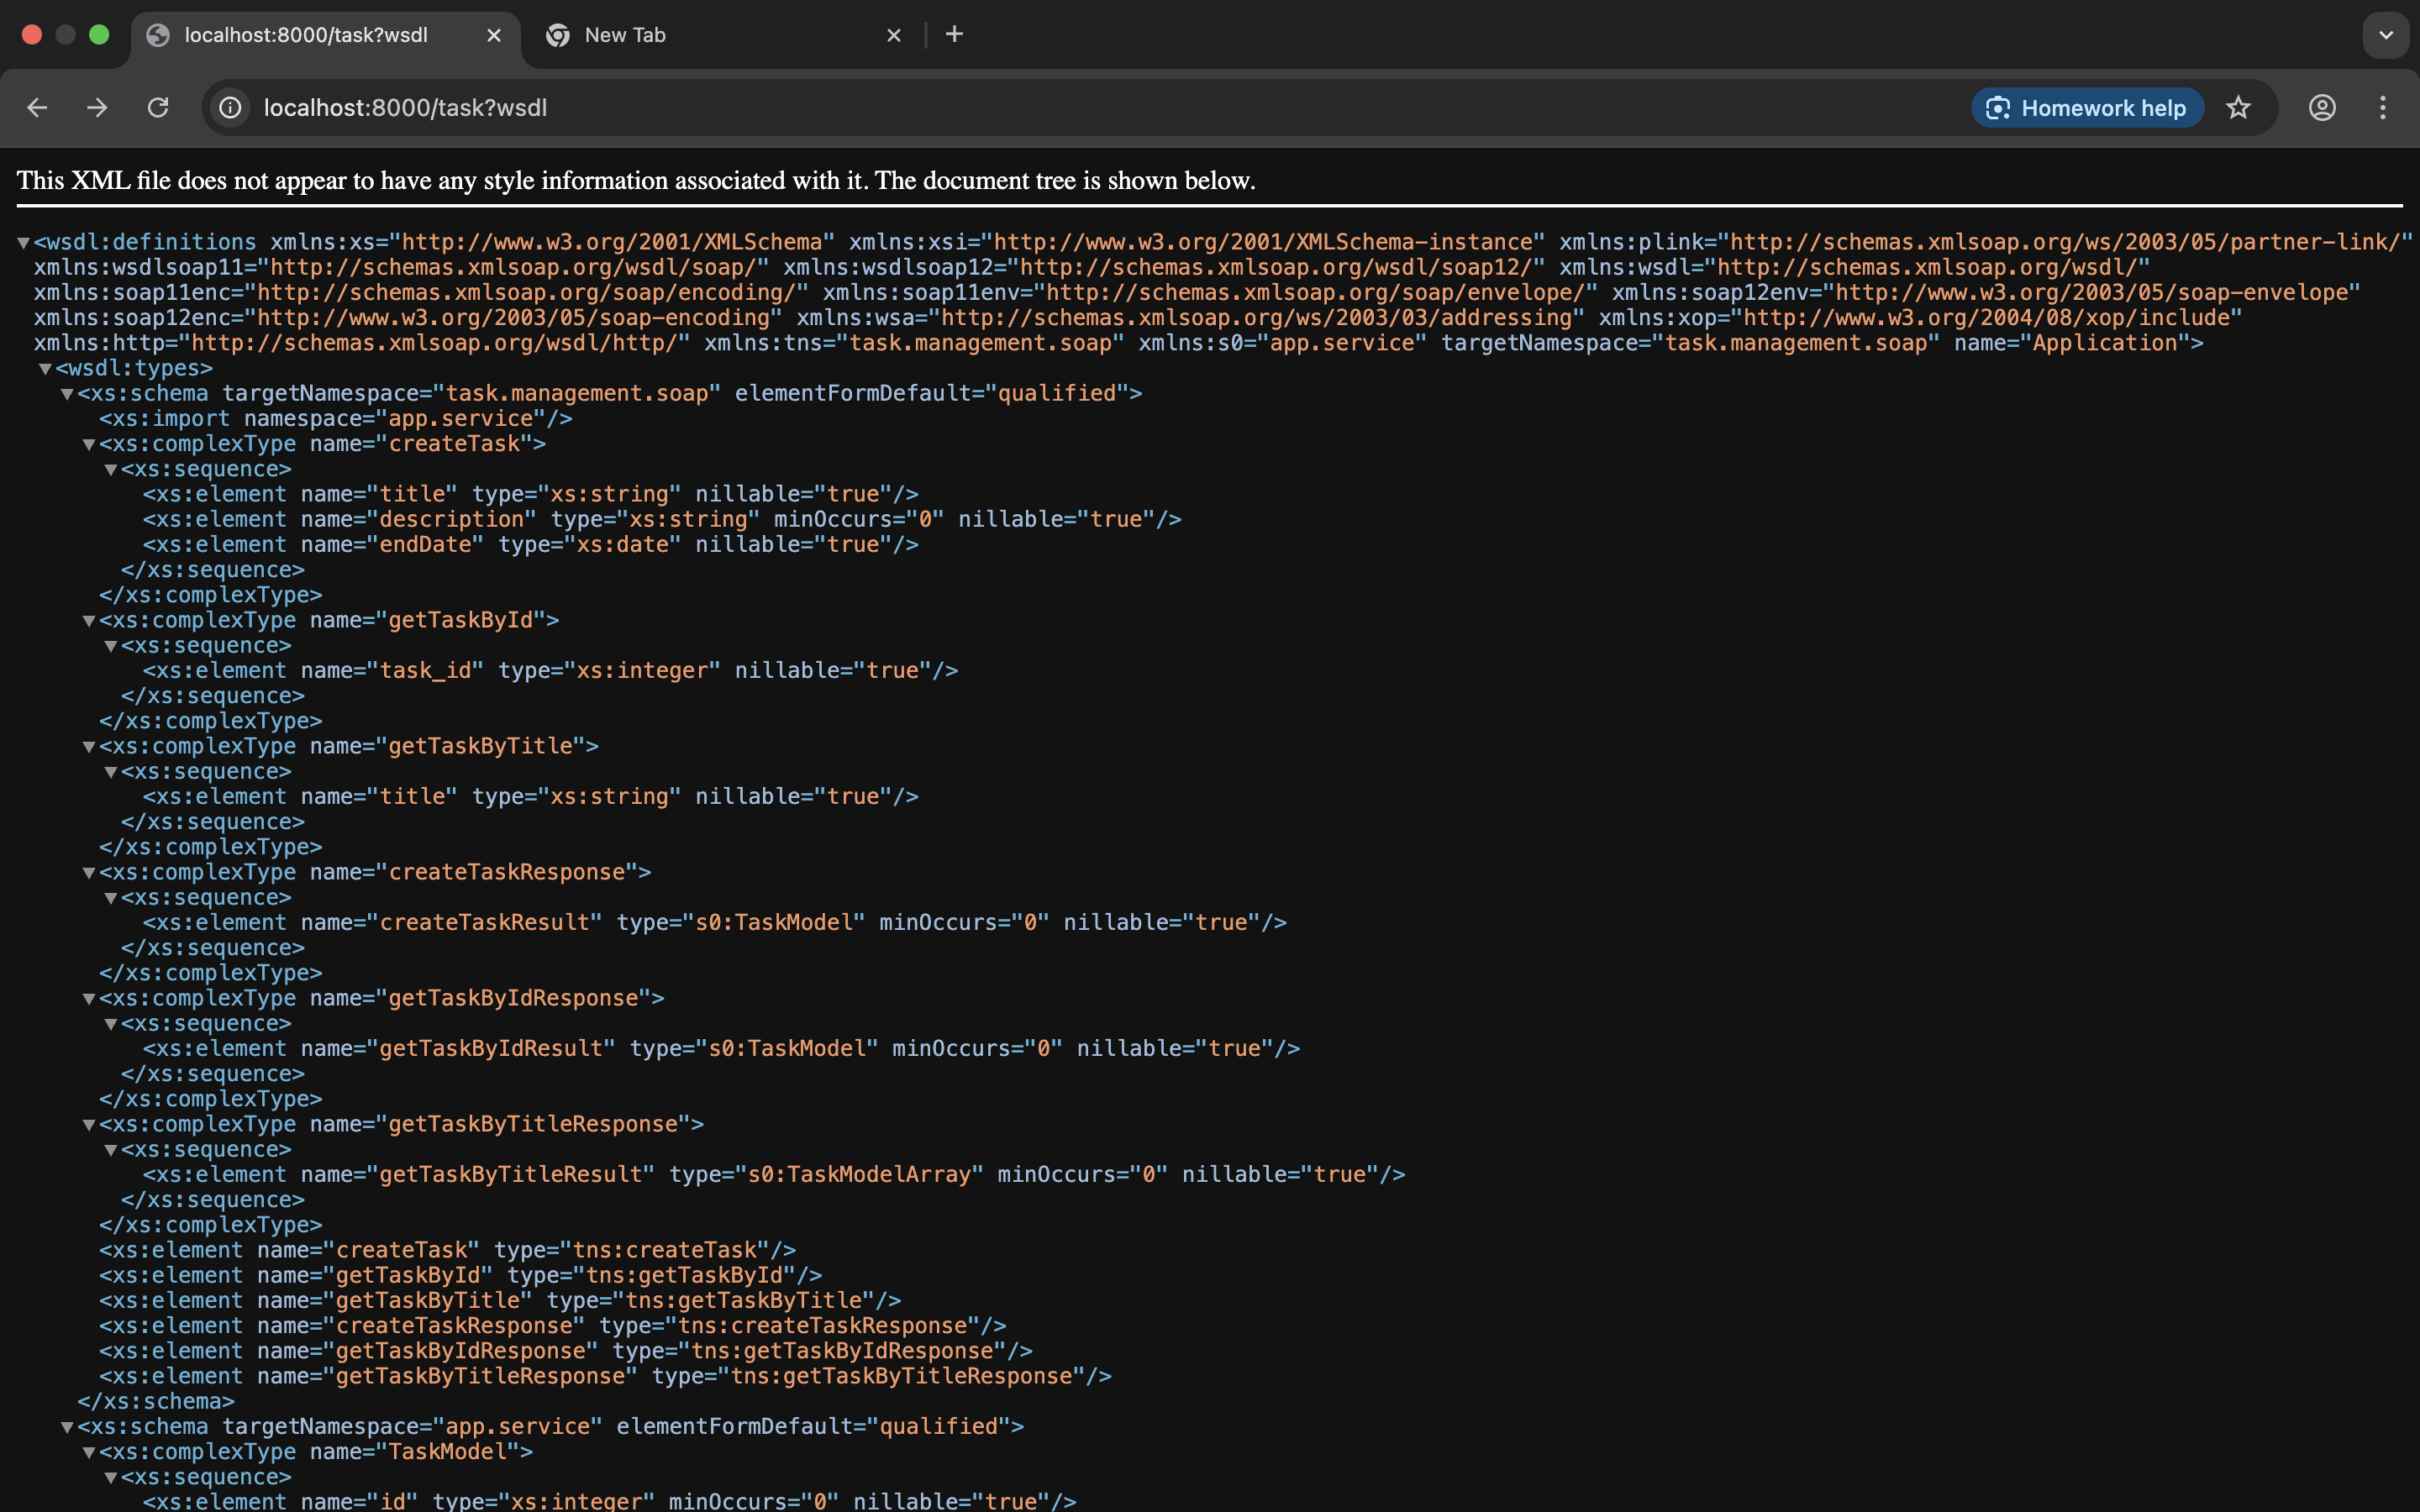 localhost:8000/task?wsdl
New Tab
localhost:8000/task?wsdl
Homework help
This XML file does not appear to have any style information associated with it. The document tree is shown below.
▼<wsdl:definitions xmlns:xs="http://www.w3.org/2001/XMLSchema" xmlns:xsi="http://www.w3.org/2001/XMLSchema-instance" xmlns:plink="http://schemas.xmlsoap.org/ws/2003/05/partner-link/"
xmlns:wsdlsoap11="http://schemas.xmlsoap.org/wsdl/soap/" xmlns:wsdlsoap12="http://schemas.xmlsoap.org/wsdl/soap12/" xmlns:wsdl="http://schemas.xmlsoap.org/wsdl/"
xmlns:soap11enc="http://schemas.xmlsoap.org/soap/encoding/" xmlns:soap11env="http://schemas.xmlsoap.org/soap/envelope/" xmlns:soap12env="http://www.w3.org/2003/05/soap-envelope"
xmlns:soap12enc="http://www.w3.org/2003/05/soap-encoding" xmlns:wsa="http://schemas.xmlsoap.org/ws/2003/03/addressing" xmlns:xop="http://www.w3.org/2004/08/xop/include"
xmlns:http="http://schemas.xmlsoap.org/wsdl/http/" xmlns:tns="task.management.soap" xmlns:s0="app.service" targetNamespace="task.management.soap" name="Application">
▼<wsdl:types>
▼<xs:schema targetNamespace="task.management.soap" elementFormDefault="qualified">
<xs:import namespace="app.service"/>
▼<xs:complexType name="createTask">
▼<xs:sequence>
<xs:element name="title" type="xs:string" nillable="true"/>
<xs:element name="description" type="xs:string" minOccurs="0" nillable="true"/>
<xs:element name="endDate" type="xs:date" nillable="true"/>
</xs:sequence>
</xs:complexType>
▼<xs:complexType name="getTaskById">
▼<xs:sequence>
<xs:element name="task_id" type="xs:integer" nillable="true"/>
</xs:sequence>
</xs:complexType>
▼<xs:complexType name="getTaskByTitle">
▼<xs:sequence>
<xs:element name="title" type="xs:string" nillable="true"/>
</xs:sequence>
</xs:complexType>
▼<xs:complexType name="createTaskResponse">
▼<xs:sequence>
<xs:element name="createTaskResult" type="s0:TaskModel" minOccurs="0" nillable="true"/>
</xs:sequence>
</xs:complexType>
▼<xs:complexType name="getTaskByIdResponse">
▼<xs:sequence>
<xs:element name="getTaskByIdResult" type="s0:TaskModel" minOccurs="0" nillable="true"/>
</xs:sequence>
</xs:complexType>
▼<xs:complexType name="getTaskByTitleResponse">
▼<xs:sequence>
<xs:element name="getTaskByTitleResult" type="s0:TaskModelArray" minOccurs="0" nillable="true"/>
</xs:sequence>
</xs:complexType>
<xs:element name="createTask" type="tns:createTask"/>
<xs:element name="getTaskById" type="tns:getTaskById"/>
<xs:element name="getTaskByTitle" type="tns:getTaskByTitle"/>
<xs:element name="createTaskResponse" type="tns:createTaskResponse"/>
<xs:element name="getTaskByIdResponse" type="tns:getTaskByIdResponse"/>
<xs:element name="getTaskByTitleResponse" type="tns:getTaskByTitleResponse"/>
</xs:schema>
▼<xs:schema targetNamespace="app.service" elementFormDefault="qualified">
▼<xs:complexType name="TaskModel">
▼<xs:sequence>
<xs:element name="id" type="xs:integer" minOccurs="0" nillable="true"/>